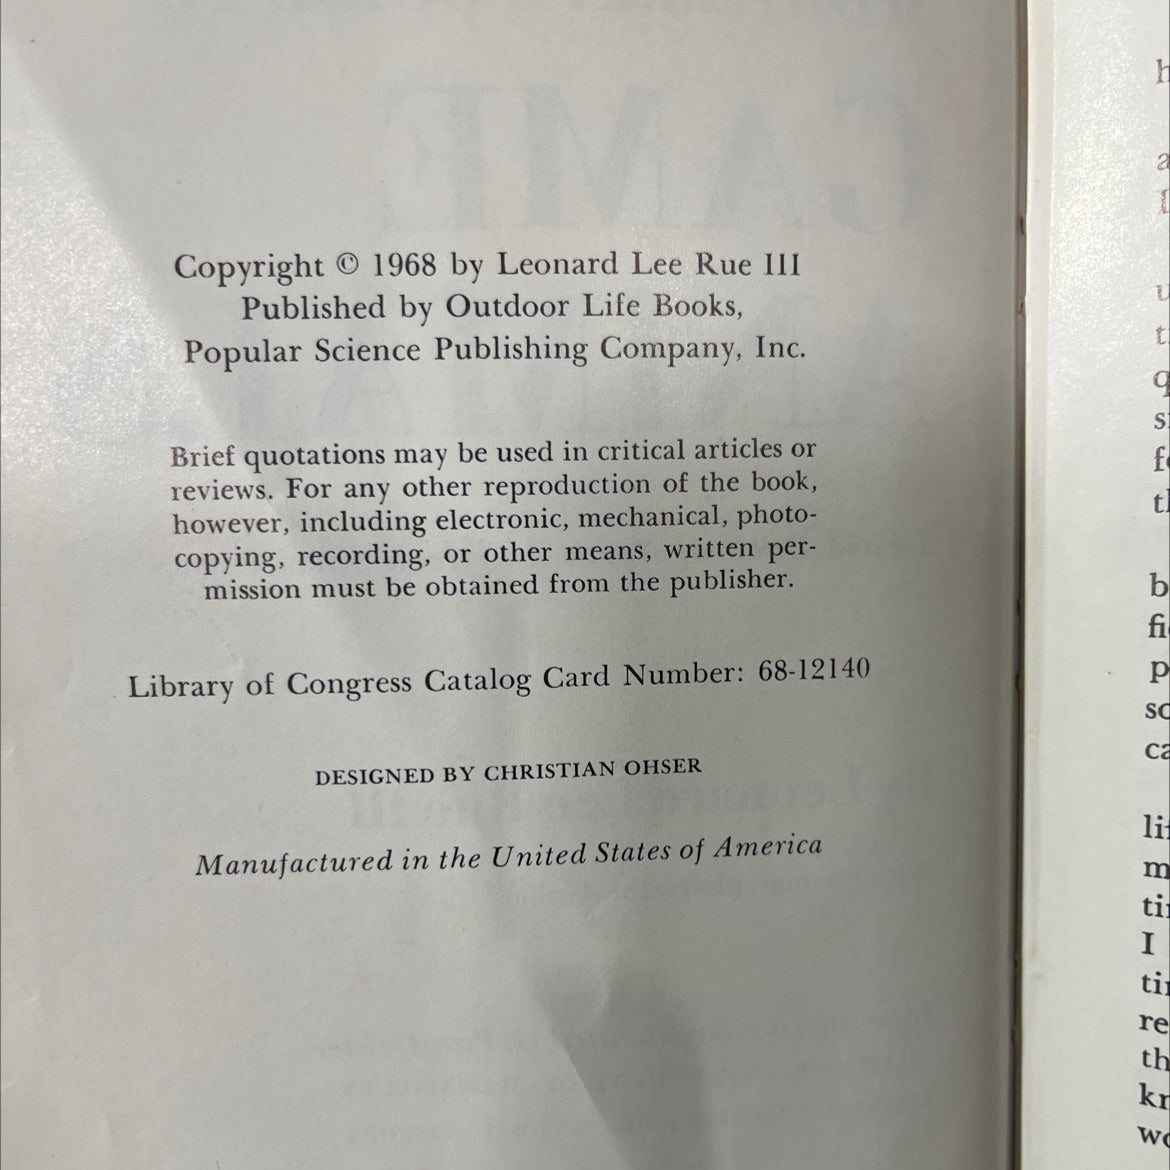 Copyright © 1968 by Leonard Lee Rue III
Published by Outdoor Life Books,
Popular Science Publishing Company, Inc.
Brief quotations may be used in critical articles or
reviews. For any other reproduction of the book,
however, including electronic, mechanical, photo-
copying, recording, or other means, written per-
mission must be obtained from the publisher.
Library of Congress Catalog Card Number: 68-12140
DESIGNED BY CHRISTIAN OHSER
Manufactured in the United States of America